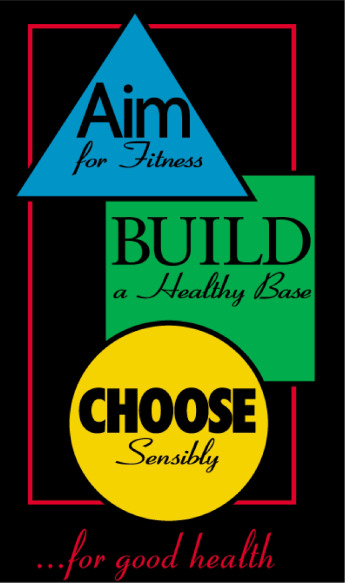 Aim
for Fitness
BUILD
a Healthy Base
CHOOSE
Sensibly
...for good health